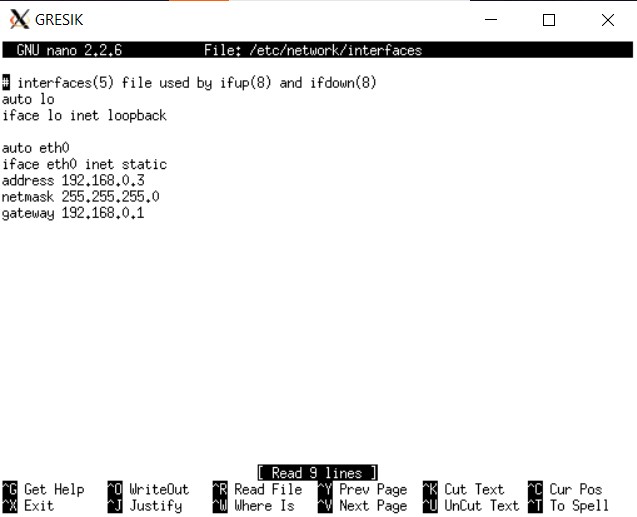 GRESIK
GNU nano 2.2.6 File: /etc/network/interfaces
# interfaces(5) file used by ifup(8) and ifdown(8)
auto lo
iface lo inet loopback
auto eth0
iface eth0 inet static
address 192.168.0.3
netmask 255.255.255.0
gateway 192.168.0.1
[ Read 9 lines ]
^G Get Help ^O WriteOut ^R Read File ^Y Prev Page ^K Cut Text ^C Cur Pos
^X Exit ^J Justify ^W Where Is ^V Next Page ^U UnCut Text ^T To Spell